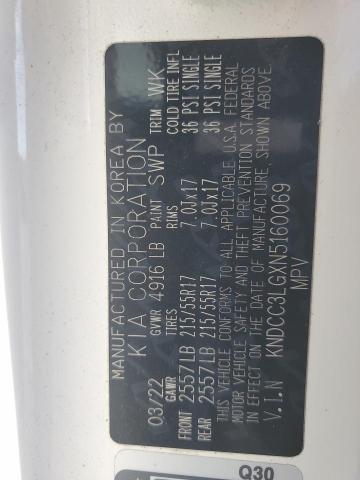 MANUFACTURED IN KOREA BY
KIA CORPORATION
03/22 GVWR 4916 LB PAINT SWP TRIM WK
GAWR TIRES RIMS COLD TIRE INFL
FRONT 2557LB 215/55R17 7.0JX17 36 PSI SINGLE
REAR 2557LB 215/55R17 7.0JX17 36 PSI SINGLE
THIS VEHICLE CONFORMS TO ALL APPLICABLE U.S.A FEDERAL
MOTOR VEHICLE SAFETY AND THEFT PREVENTION STANDARDS
IN EFFECT ON THE DATE OF MANUFACTURE SHOWN ABOVE.
V.I.N KNDCC3LGXN5160069
MPV
Q30